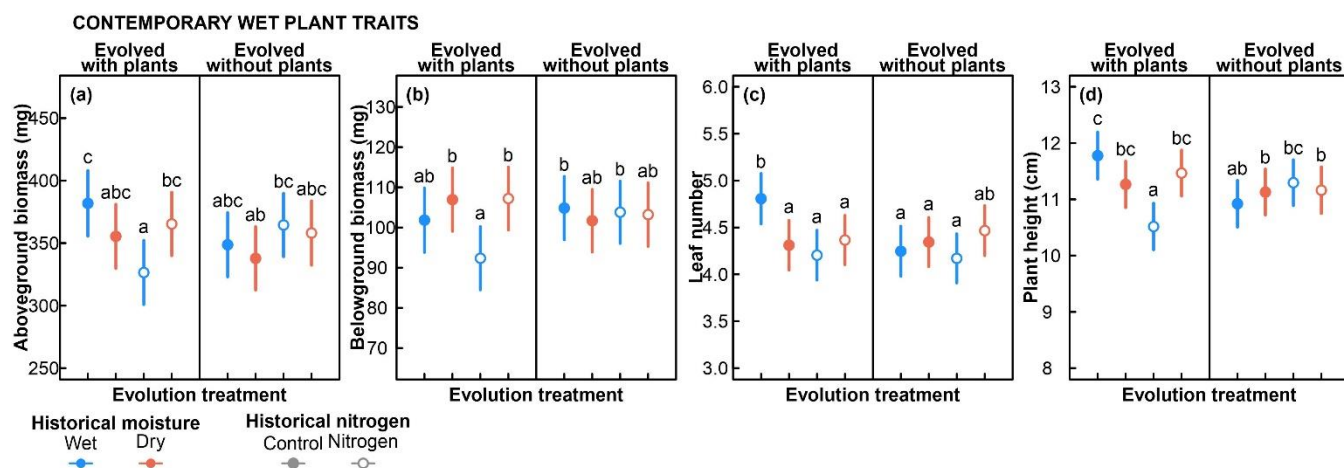 CONTEMPORARY WET PLANT TRAITS
Evolved with plants
Evolved without plants
Evolved with plants
Evolved without plants
Evolved with plants
Evolved without plants
Evolved with plants
Evolved without plants
(a)
Aboveground biomass (mg)
450
400
350
300
250
c
abc
a
bc
abc
ab
bc
abc
(b)
Belowground biomass (mg)
130
120
110
100
90
80
70
ab
b
a
b
b
ab
b
ab
(c)
Leaf number
6.0
5.5
5.0
4.5
4.0
3.5
3.0
b
a
a
a
a
a
a
ab
(d)
Plant height (cm)
13
12
11
10
9
8
c
bc
a
bc
ab
b
bc
b
Evolution treatment
Evolution treatment
Evolution treatment
Evolution treatment
Historical moisture
Wet Dry
Historical nitrogen
Control Nitrogen